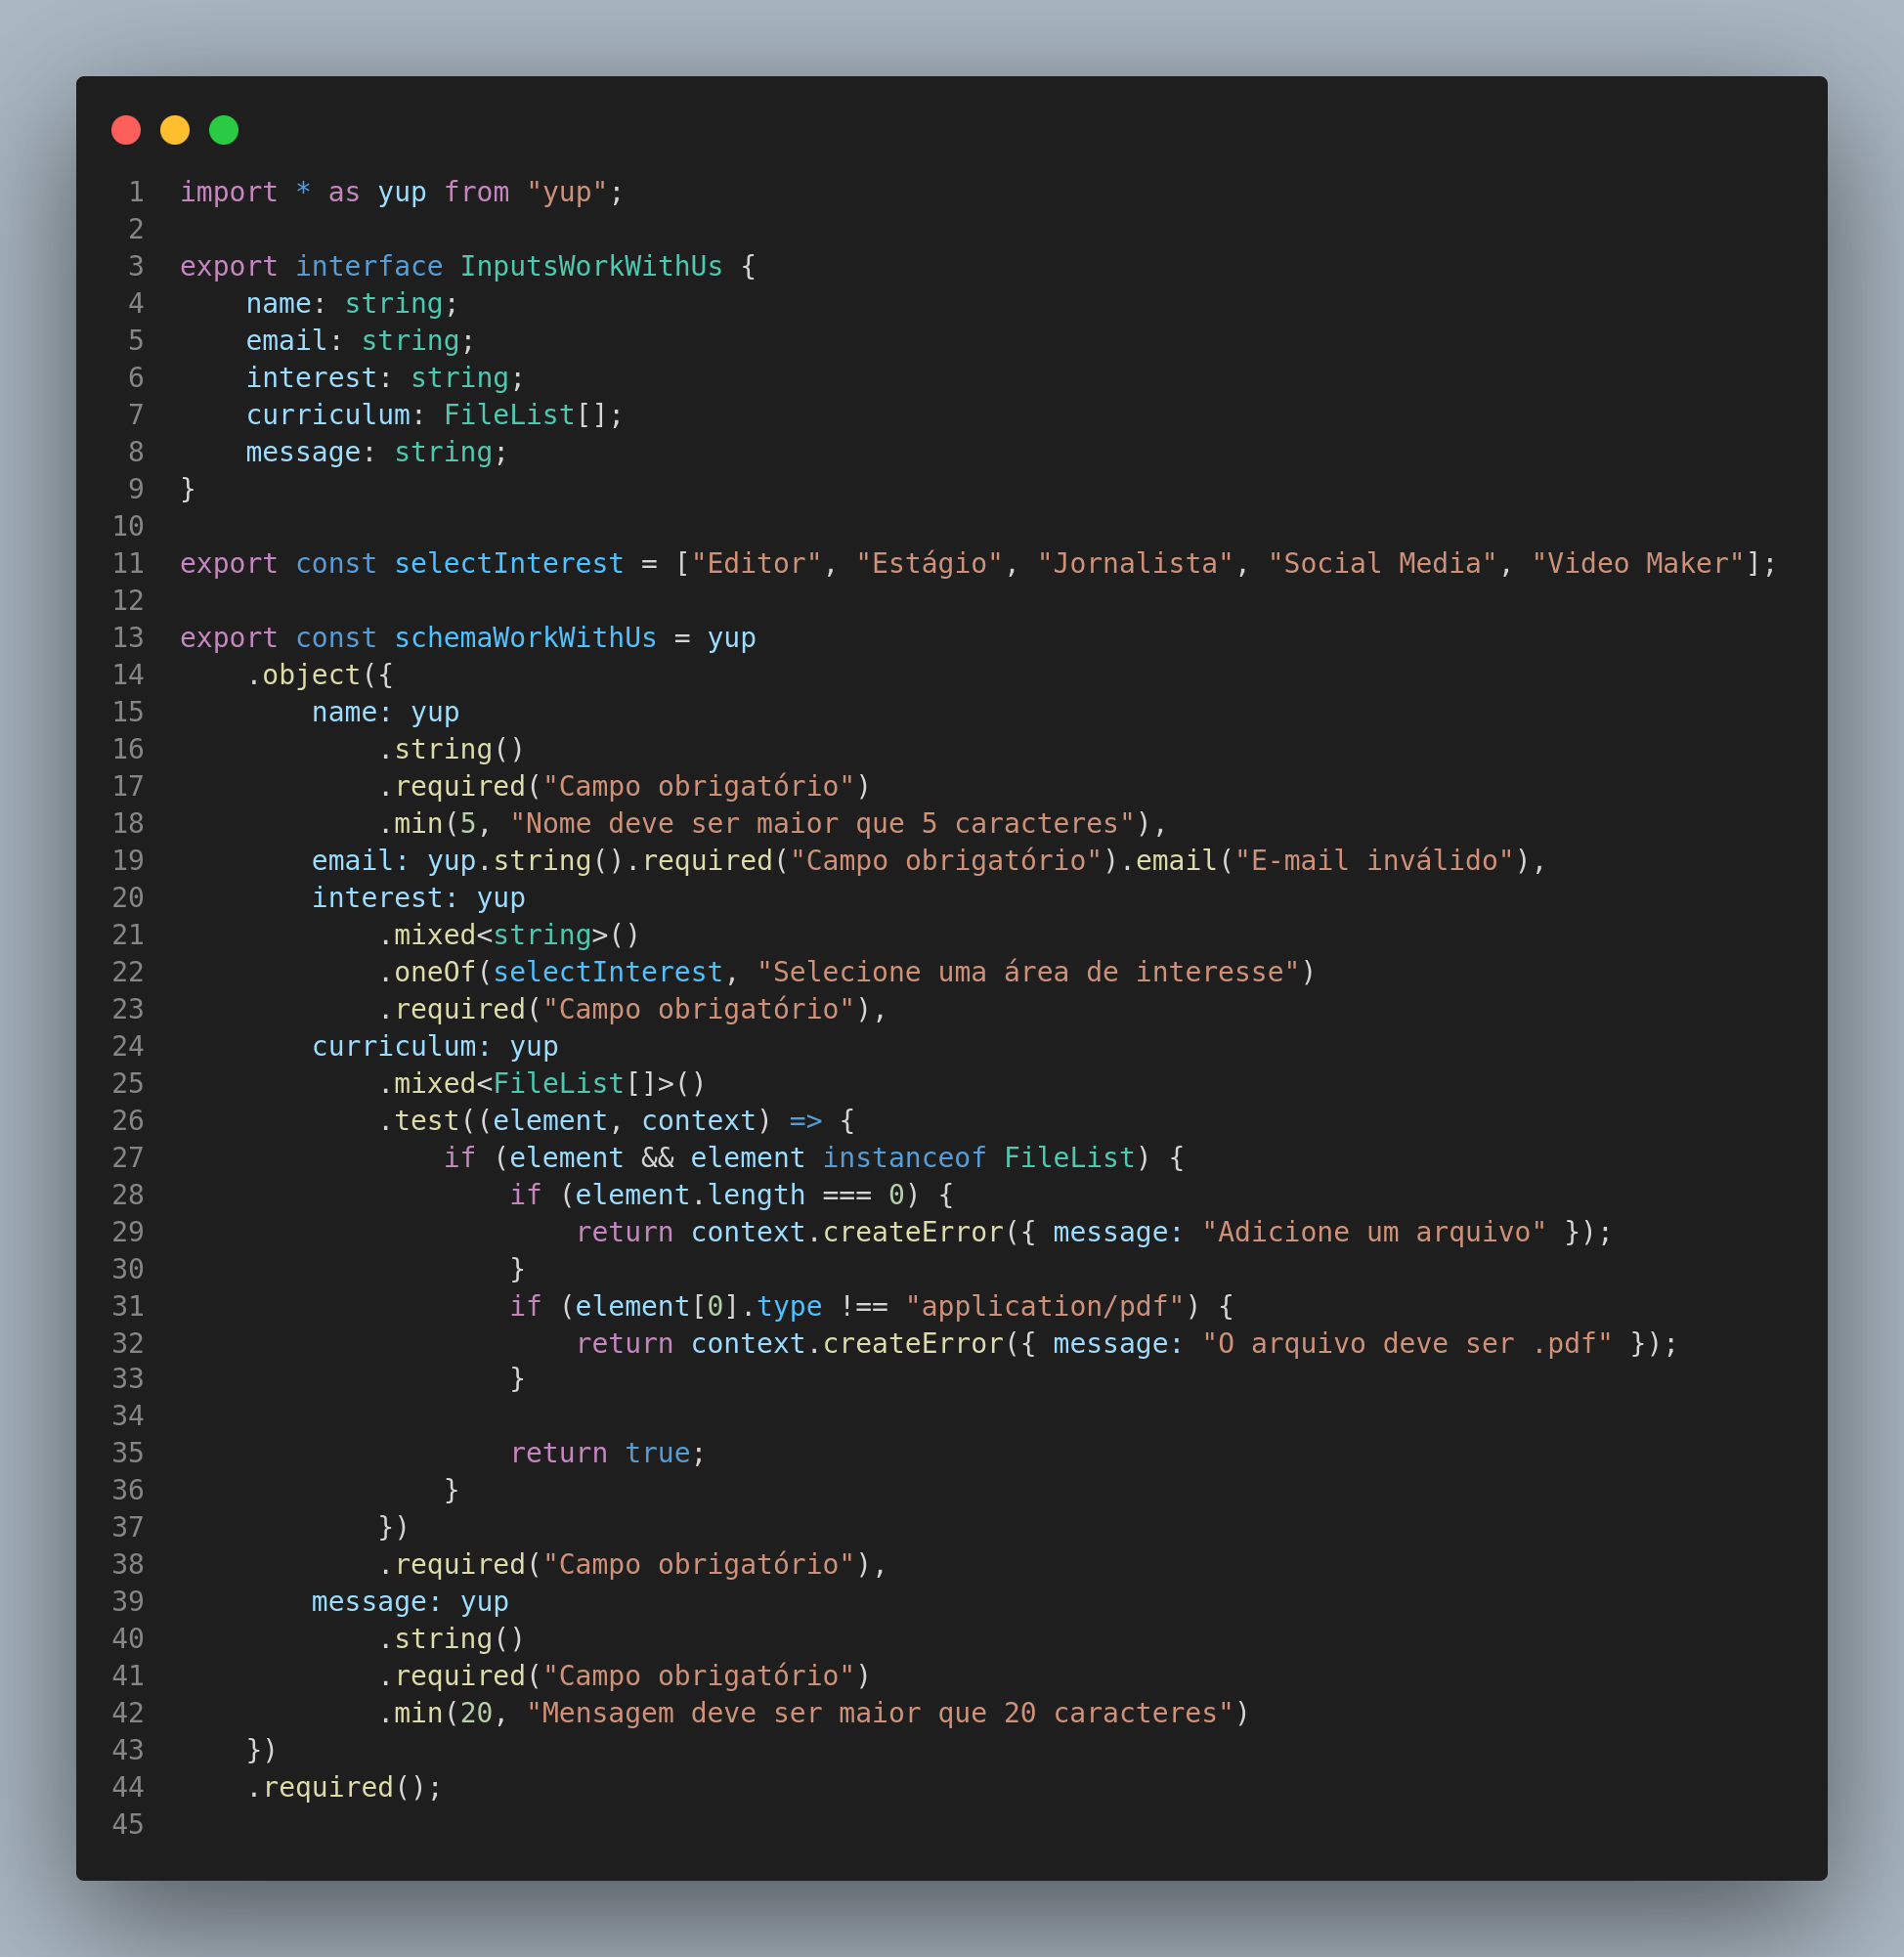 1 import * as yup from "yup";
2
3 export interface InputsWorkWithUs {
4     name: string;
5     email: string;
6     interest: string;
7     curriculum: FileList[];
8     message: string;
9 }
10
11 export const selectInterest = ["Editor", "Estágio", "Jornalista", "Social Media", "Video Maker"];
12
13 export const schemaWorkWithUs = yup
14     .object({
15         name: yup
16             .string()
17             .required("Campo obrigatório")
18             .min(5, "Nome deve ser maior que 5 caracteres"),
19         email: yup.string().required("Campo obrigatório").email("E-mail inválido"),
20         interest: yup
21             .mixed<string>()
22             .oneOf(selectInterest, "Selecione uma área de interesse")
23             .required("Campo obrigatório"),
24         curriculum: yup
25             .mixed<FileList[]>()
26             .test((element, context) => {
27                 if (element && element instanceof FileList) {
28                     if (element.length === 0) {
29                         return context.createError({ message: "Adicione um arquivo" });
30                     }
31                     if (element[0].type !== "application/pdf") {
32                         return context.createError({ message: "O arquivo deve ser .pdf" });
33                     }
34
35                     return true;
36                 }
37             })
38             .required("Campo obrigatório"),
39         message: yup
40             .string()
41             .required("Campo obrigatório")
42             .min(20, "Mensagem deve ser maior que 20 caracteres")
43     })
44     .required();
45